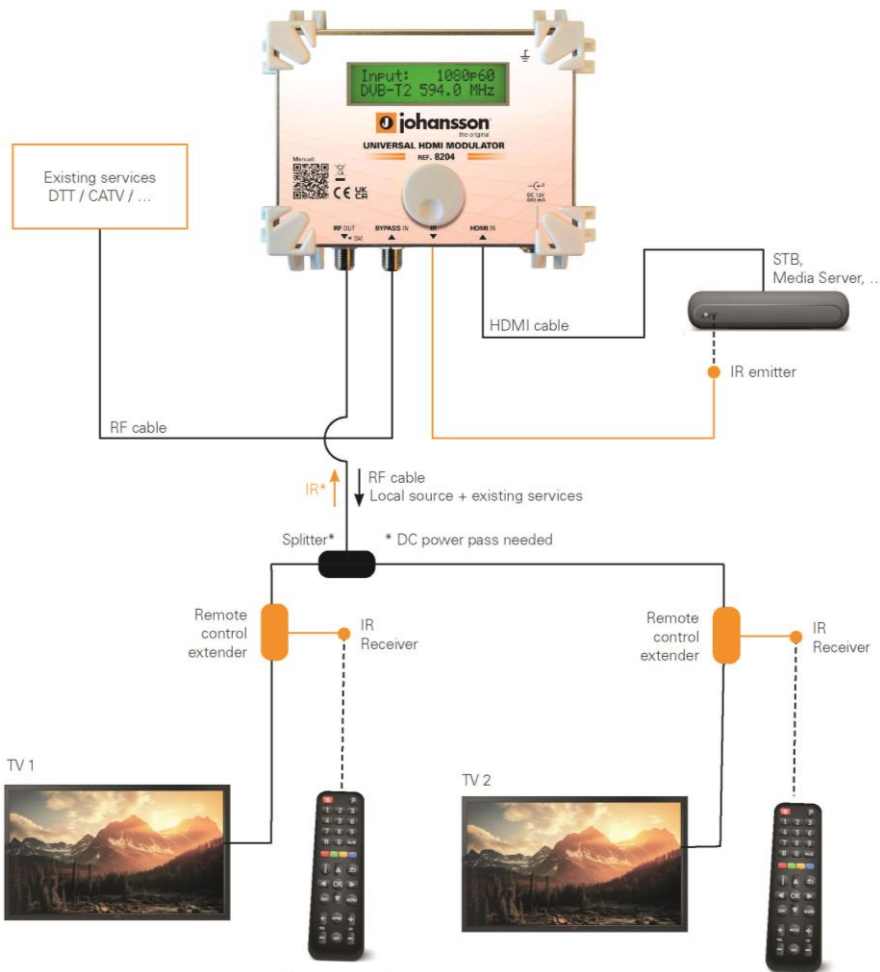 Input: 1080p60
DVB-T2 594.0 MHz
johansson
the original
UNIVERSAL HDMI MODULATOR
REF. 8204
Manual:
CE UK CA
DC 12V
600 mA
RF OUT
BYPASS IN
IR
HDMI IN
Existing services
DTT / CATV / ...
STB,
Media Server, ..
HDMI cable
IR emitter
RF cable
IR*
RF cable
Local source + existing services
Splitter*
* DC power pass needed
Remote
control
extender
IR
Receiver
Remote
control
extender
IR
Receiver
TV 1
TV 2